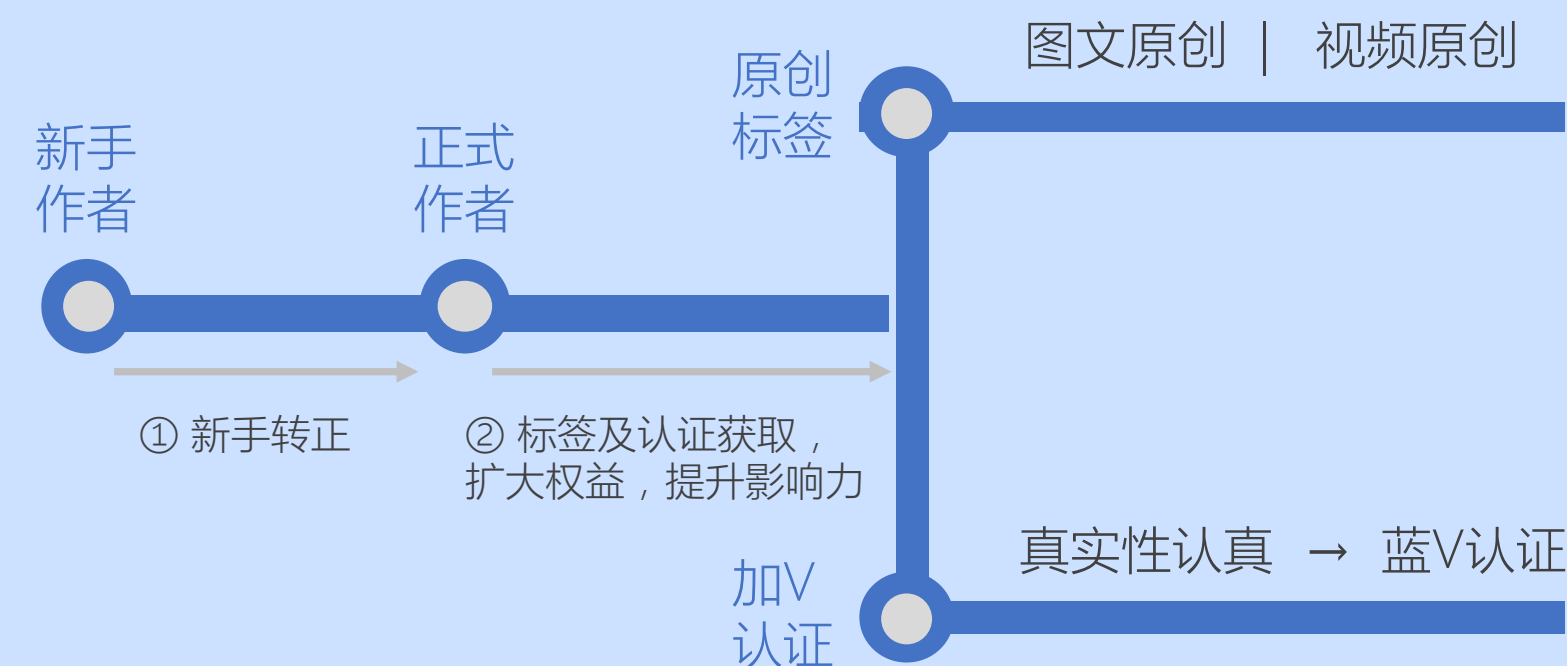 图文原创 | 视频原创
原创
标签
新手
作者
正式
作者
① 新手转正
② 标签及认证获取，
扩大权益，提升影响力
真实性认真 → 蓝V认证
加V
认证